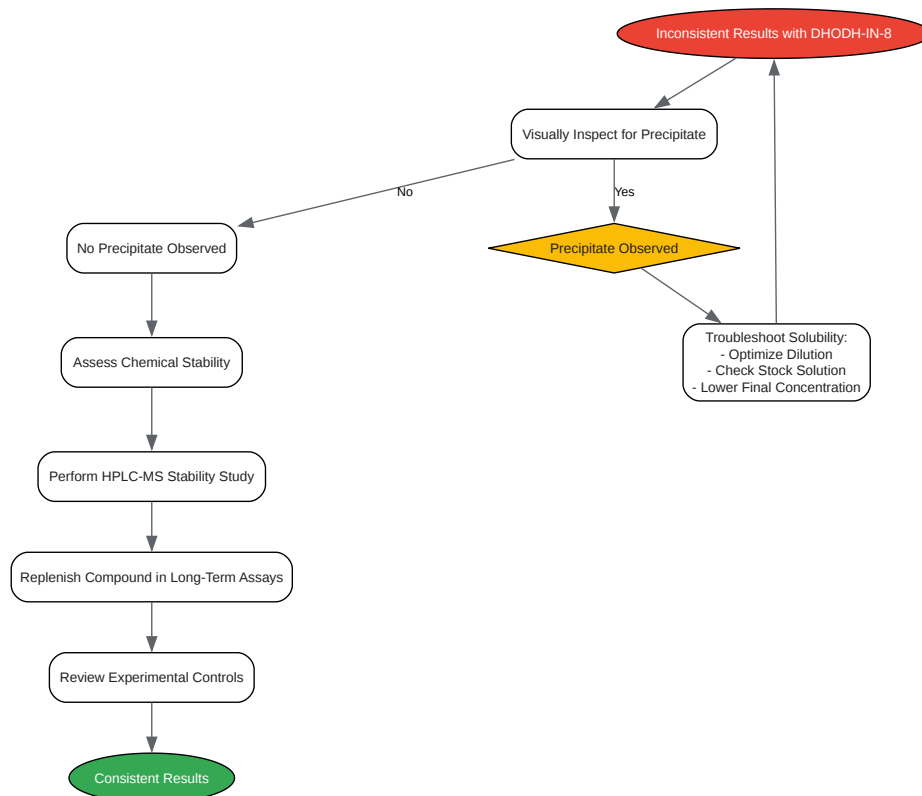 Inconsistent Results with DHODH-IN-8
Visually Inspect for Precipitate
No
Yes
No Precipitate Observed
Precipitate Observed
Troubleshoot Solubility:
- Optimize Dilution
- Check Stock Solution
- Lower Final Concentration
Assess Chemical Stability
Perform HPLC-MS Stability Study
Replenish Compound in Long-Term Assays
Review Experimental Controls
Consistent Results